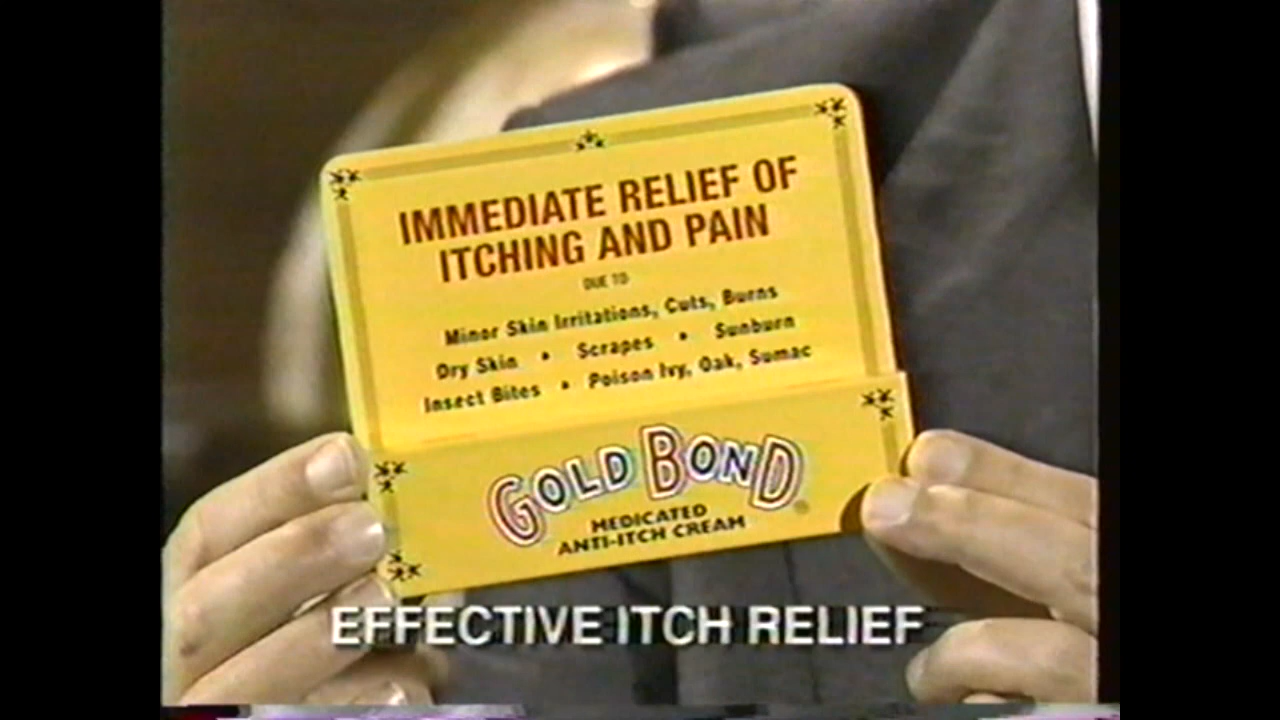 IMMEDIATE RELIEF OF
ITCHING AND PAIN
DUE TO
Minor Skin Irritations, Cuts, Burns
Dry Skin • Scrapes • Sunburn
Insect Bites • Poison Ivy, Oak, Sumac
GOLD BOND®
MEDICATED
ANTI-ITCH CREAM
EFFECTIVE ITCH RELIEF